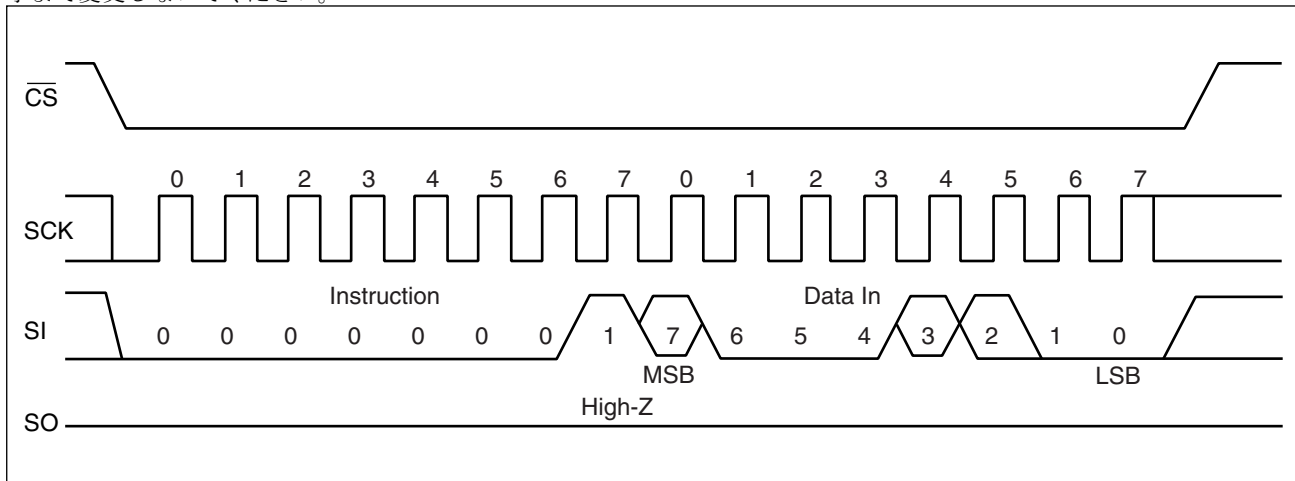 CS
0 1 2 3 4 5 6 7 0 1 2 3 4 5 6 7
SCK
Instruction Data In
SI 0 0 0 0 0 0 0 1 7 6 5 4 3 2 1 0
MSB LSB
High-Z
SO